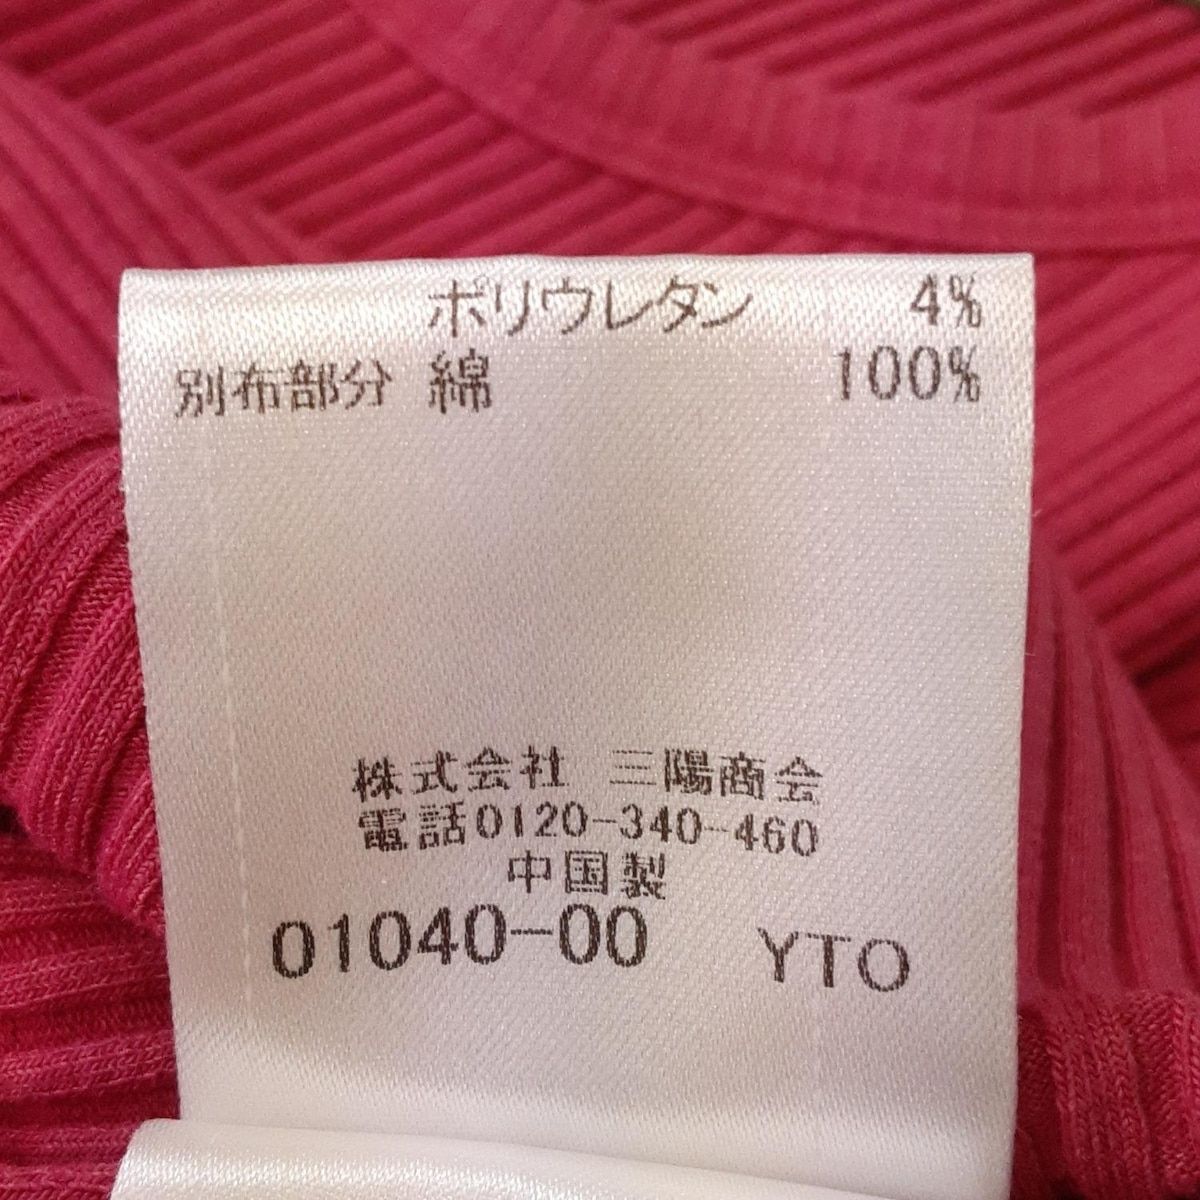 ポリウレタン 4%
別布部分 綿 100%
株式会社 三陽商会
電話0120-340-460
中国製
01040-00 YTO